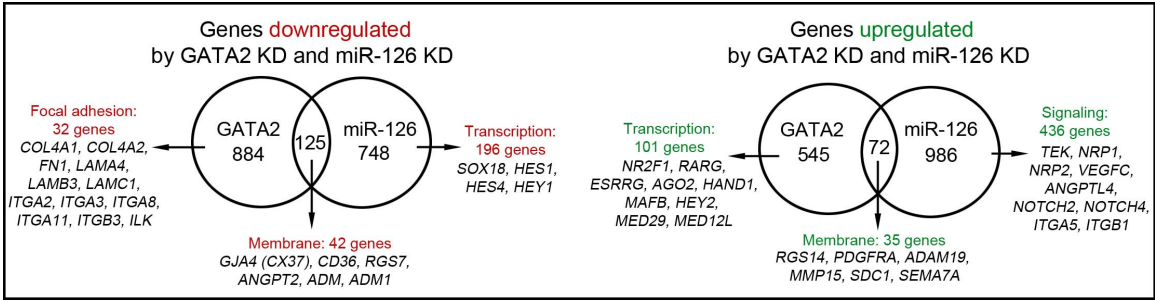 Genes downregulated
by GATA2 KD and miR-126 KD
Focal adhesion:
32 genes
COL4A1, COL4A2,
FN1, LAMA4,
LAMB3, LAMC1,
ITGA2, ITGA3, ITGA8,
ITGA11, ITGB3, ILK
GATA2
884
125
miR-126
748
Transcription:
196 genes
SOX18, HES1,
HES4, HEY1
Membrane: 42 genes
GJA4 (CX37), CD36, RGS7,
ANGPT2, ADM, ADM1
Genes upregulated
by GATA2 KD and miR-126 KD
Transcription:
101 genes
NR2F1, RARG,
ESRRG, AGO2, HAND1,
MAFB, HEY2,
MED29, MED12L
GATA2
545
72
miR-126
986
Signaling:
436 genes
TEK, NRP1,
NRP2, VEGFC,
ANGPTL4,
NOTCH2, NOTCH4,
ITGA5, ITGB1
Membrane: 35 genes
RGS14, PDGFRA, ADAM19,
MMP15, SDC1, SEMA7A